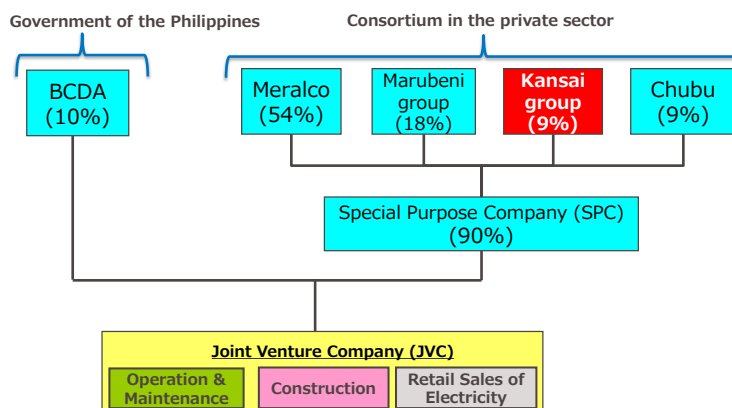 Government of the Philippines
Consortium in the private sector
BCDA
(10%)
Meralco
(54%)
Marubeni
group
(18%)
Kansai
group
(9%)
Chubu
(9%)
Special Purpose Company (SPC)
(90%)
Joint Venture Company (JVC)
Operation &
Maintenance
Construction
Retail Sales of
Electricity